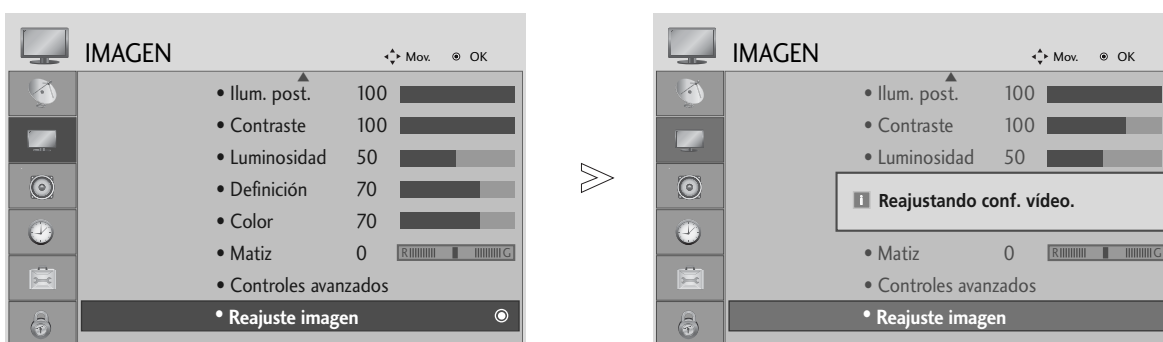 IMAGEN Mov. OK
• Ilum. post. 100
• Contraste 100
• Luminosidad 50
• Definición 70
• Color 70
• Matiz 0 R G
• Controles avanzados
• Reajuste imagen
>>
IMAGEN Mov. OK
• Ilum. post. 100
• Contraste 100
• Luminosidad 50
i Reajustando conf. vídeo.
• Matiz 0 R G
• Controles avanzados
• Reajuste imagen